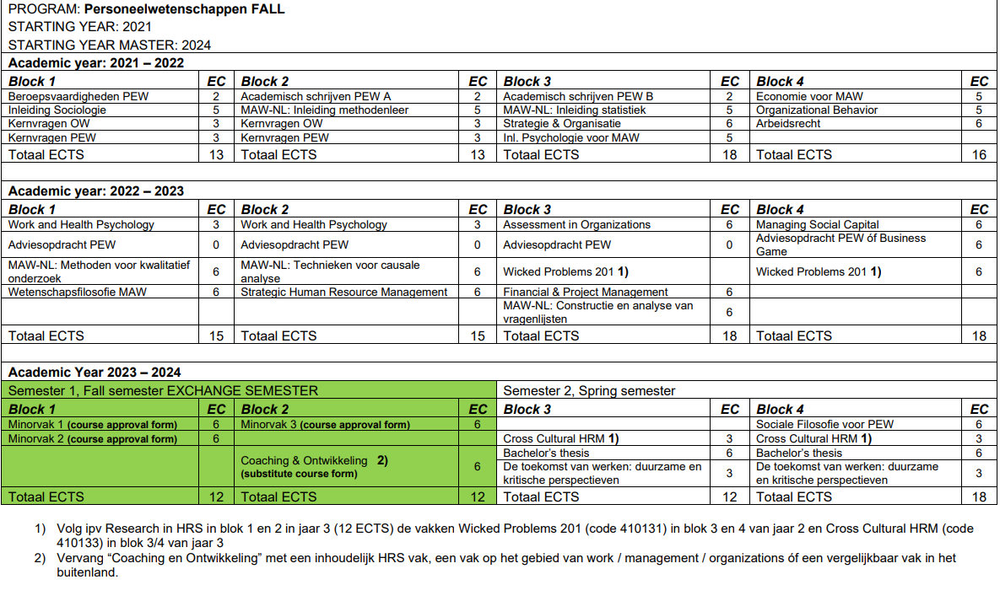 PROGRAM: Personeelwetenschappen FALL
STARTING YEAR: 2021
STARTING YEAR MASTER: 2024
Academic year: 2021 – 2022
Block 1 EC Block 2 EC Block 3 EC Block 4 EC
Beroepsvaardigheden PEW 2 Academisch schrijven PEW A 2 Academisch schrijven PEW B 2 Economie voor MAW 5
Inleiding Sociologie 5 MAW-NL: Inleiding methodenleer 5 MAW-NL: Inleiding statistiek 5 Organizational Behavior 5
Kernvragen OW 3 Kernvragen OW 3 Strategie & Organisatie 6 Arbeidsrecht 6
Kernvragen PEW 3 Kernvragen PEW 3 Inl. Psychologie voor MAW 5
Totaal ECTS 13 Totaal ECTS 13 Totaal ECTS 18 Totaal ECTS 16
Academic year: 2022 – 2023
Block 1 EC Block 2 EC Block 3 EC Block 4 EC
Work and Health Psychology 3 Work and Health Psychology 3 Assessment in Organizations 6 Managing Social Capital 6
Adviesopdracht PEW 0 Adviesopdracht PEW 0 Adviesopdracht PEW 0 Adviesopdracht PEW óf Business
Game 6
MAW-NL: Methoden voor kwalitatief
onderzoek 6 MAW-NL: Technieken voor causale
analyse 6 Wicked Problems 201 1) Wicked Problems 201 1) 6
Wetenschapsfilosofie MAW 6 Strategic Human Resource Management 6 Financial & Project Management 6
MAW-NL: Constructie en analyse van
vragenlijsten 6
Totaal ECTS 15 Totaal ECTS 15 Totaal ECTS 18 Totaal ECTS 18
Academic Year 2023 – 2024
Semester 1, Fall semester EXCHANGE SEMESTER Semester 2, Spring semester
Block 1 EC Block 2 EC Block 3 EC Block 4 EC
Minorvak 1 (course approval form) 6 Minorvak 3 (course approval form) 6 Sociale Filosofie voor PEW 6
Minorvak 2 (course approval form) 6 Cross Cultural HRM 1) 3 Cross Cultural HRM 1) 3
Coaching & Ontwikkeling 2)
(substitute course form) 6 Bachelor's thesis 6 Bachelor's thesis 6
De toekomst van werken: duurzame en
kritische perspectieven 3 De toekomst van werken: duurzame
en kritische perspectieven 3
Totaal ECTS 12 Totaal ECTS 12 Totaal ECTS 12 Totaal ECTS 18
1) Volg ipv Research in HRS in blok 1 en 2 in jaar 3 (12 ECTS) de vakken Wicked Problems 201 (code 410131) in blok 3 en 4 van jaar 2 en Cross Cultural HRM (code
410133) in blok 3/4 van jaar 3
2) Vervang “Coaching en Ontwikkeling” met een inhoudelijk HRS vak, een vak op het gebied van work / management / organizations óf een vergelijkbaar vak in het
buitenland.